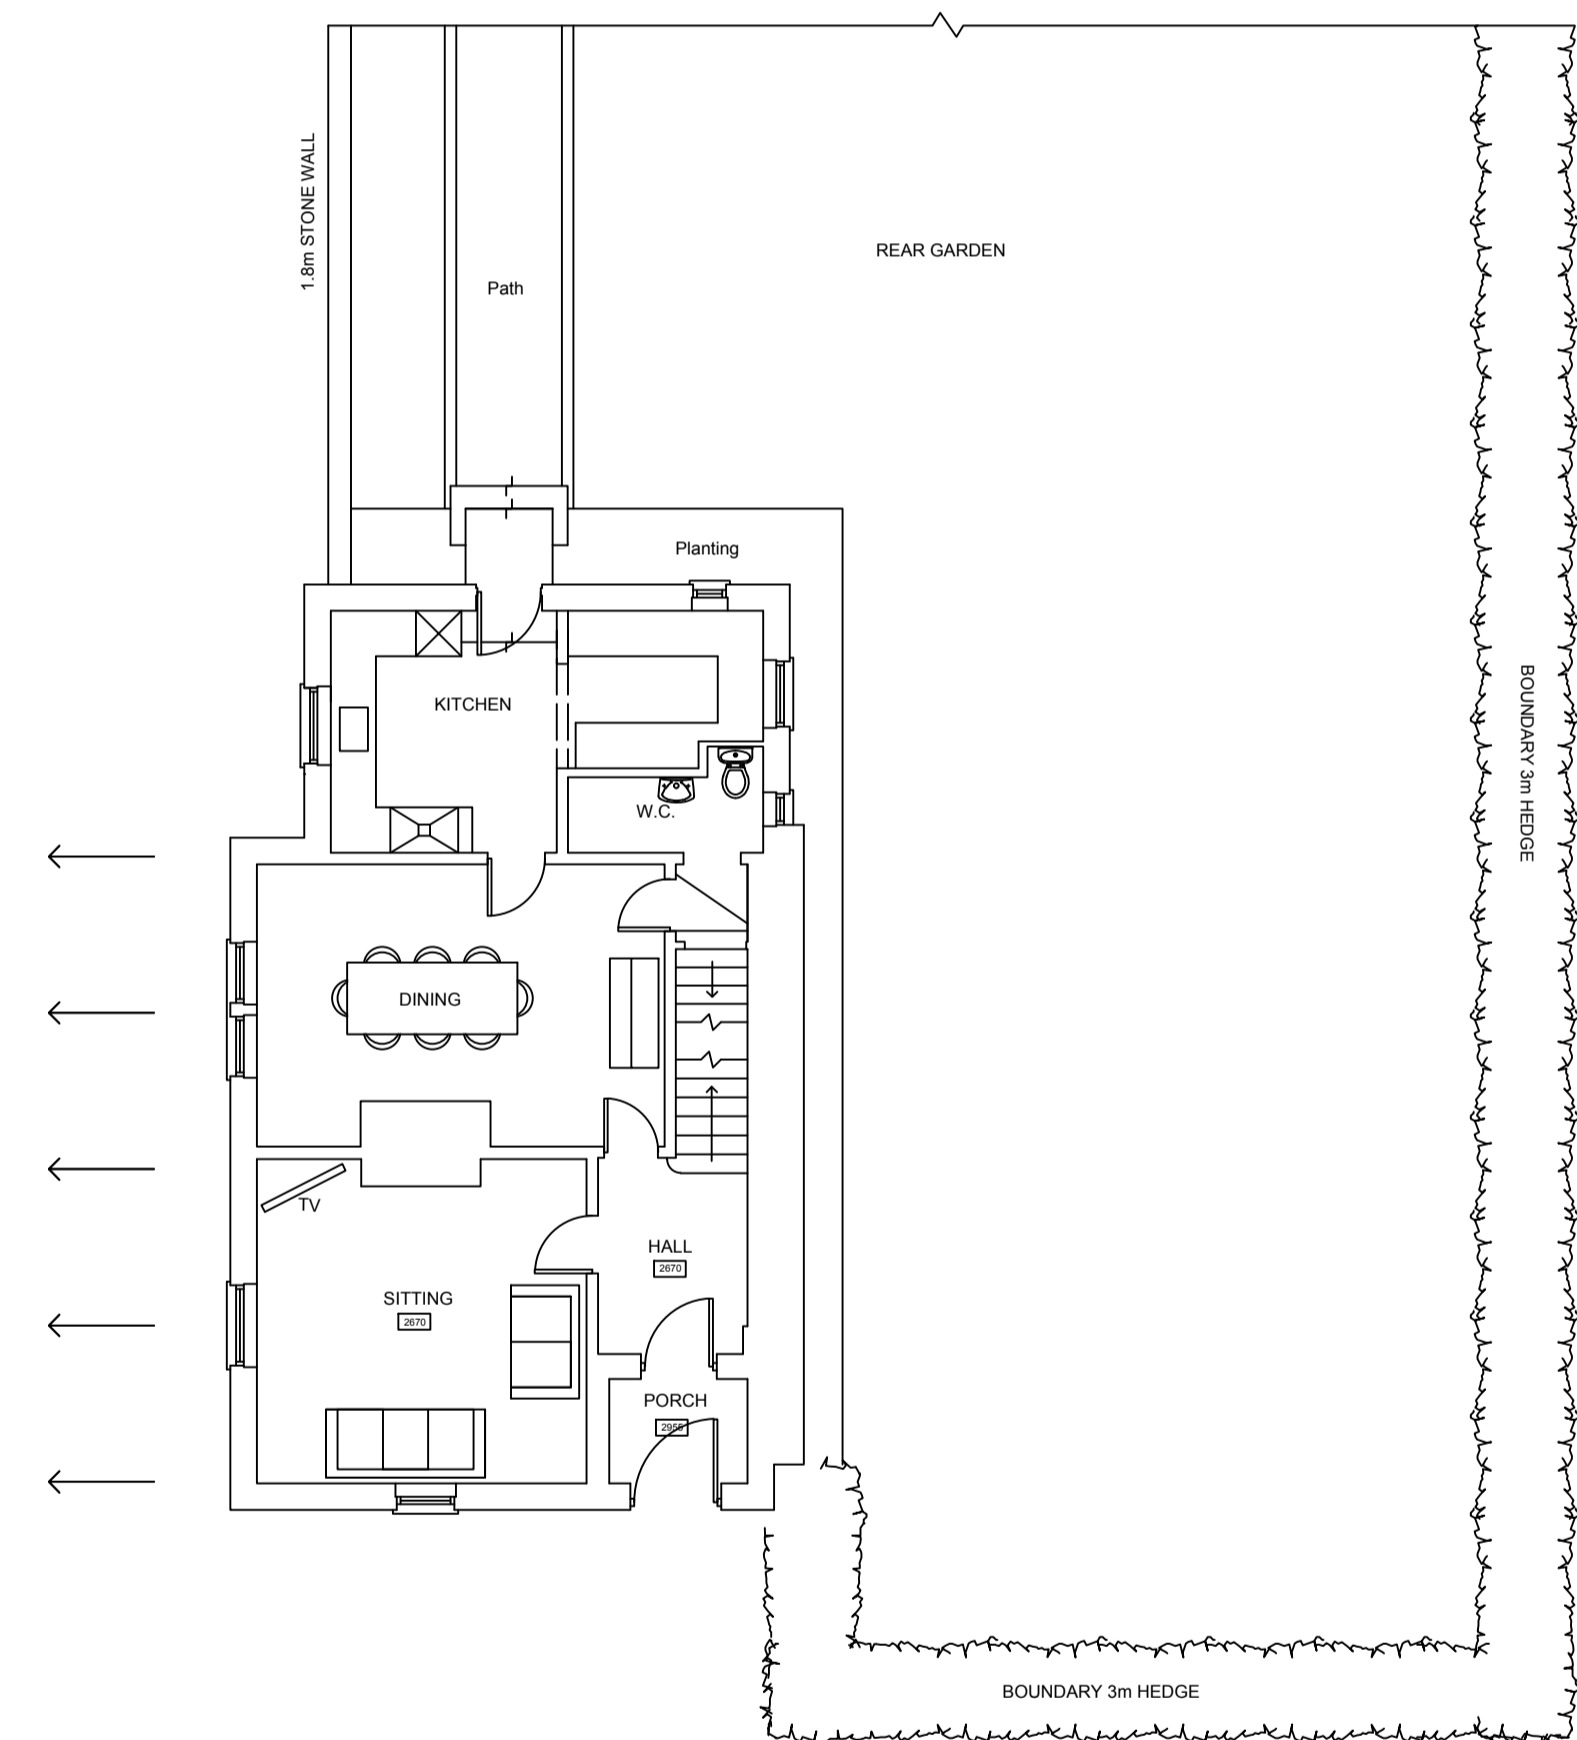 1.8m STONE WALL
REAR GARDEN
Path
Planting
KITCHEN
BOUNDARY 3m HEDGE
W.C.
DINING
TV
HALL
2670
SITTING
2670
PORCH
2955
BOUNDARY 3m HEDGE